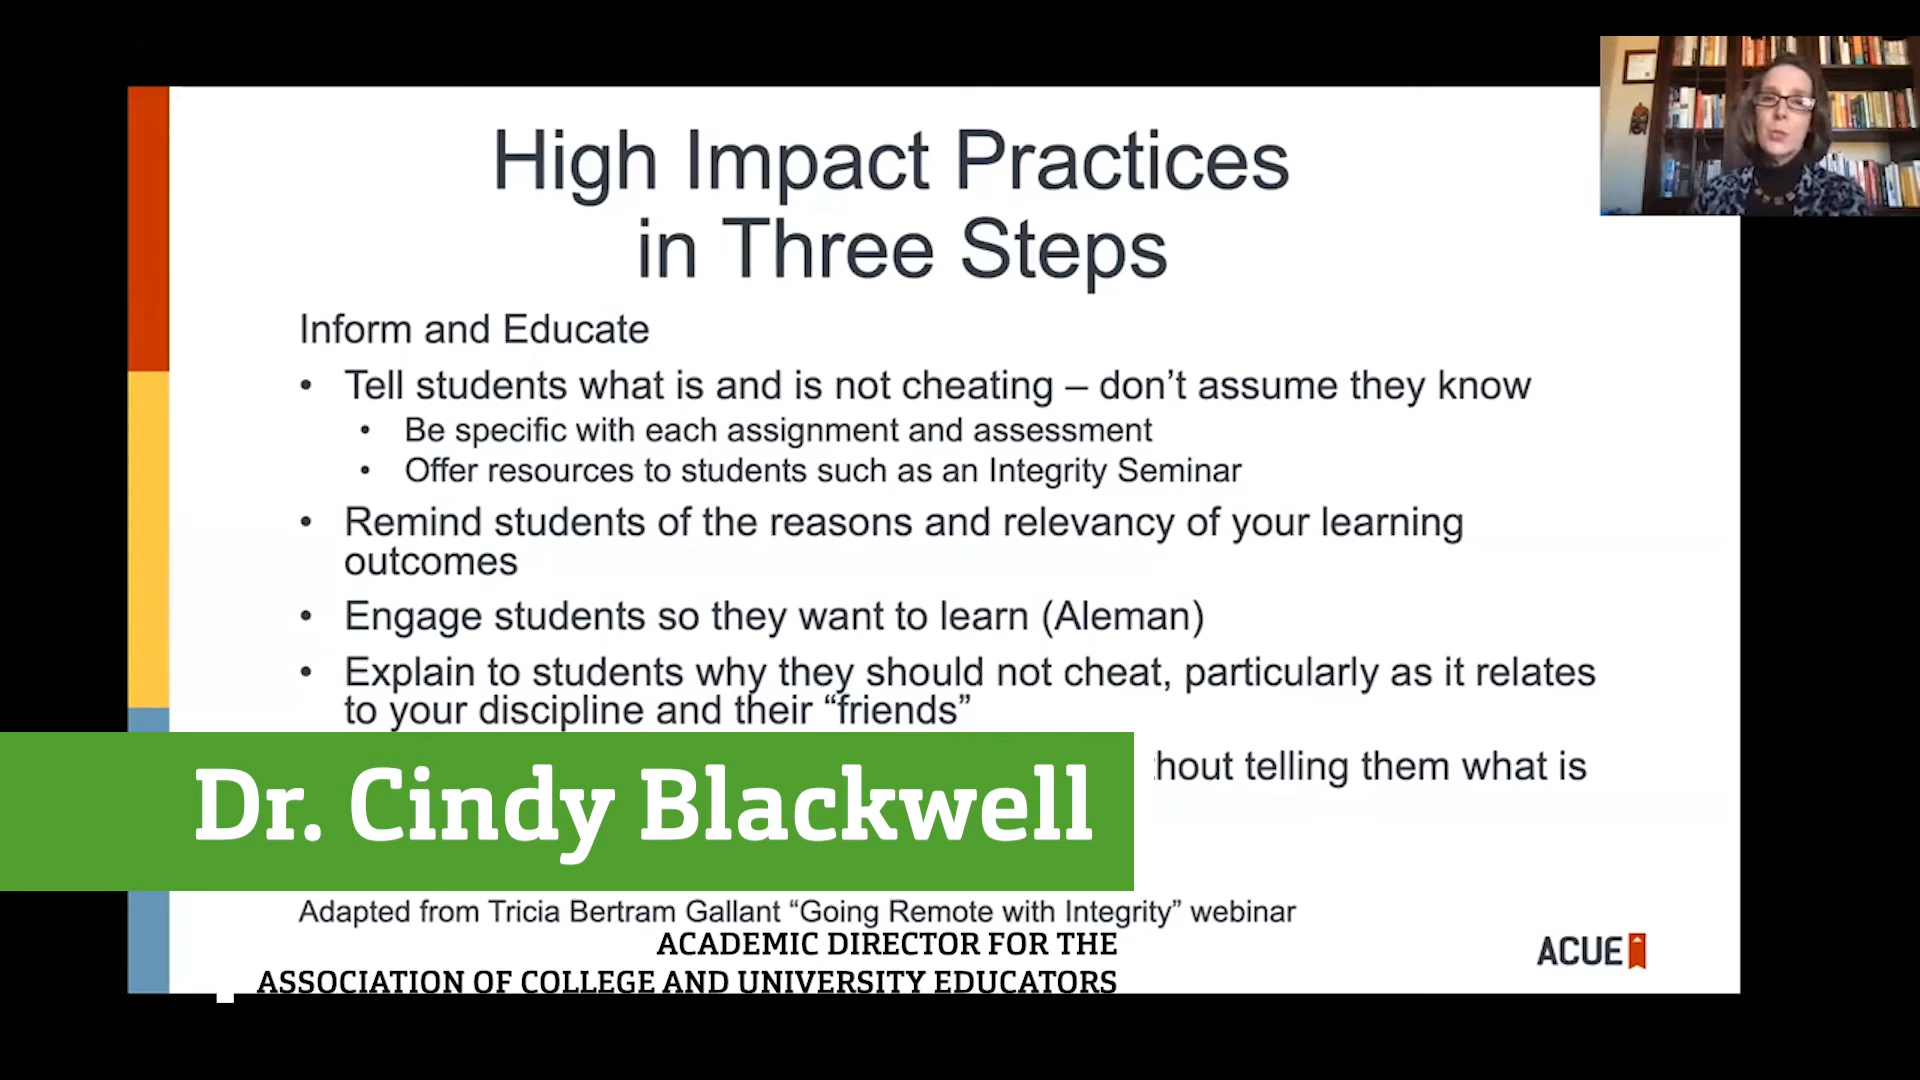 High Impact Practices
in Three Steps
Inform and Educate
• Tell students what is and is not cheating – don’t assume they know
• Be specific with each assignment and assessment
• Offer resources to students such as an Integrity Seminar
• Remind students of the reasons and relevancy of your learning
outcomes
• Engage students so they want to learn (Aleman)
• Explain to students why they should not cheat, particularly as it relates
to your discipline and their “friends”
telling them what is
Dr. Cindy Blackwell
Adapted from Tricia Bertram Gallant “Going Remote with Integrity” webinar
ACADEMIC DIRECTOR FOR THE
ASSOCIATION OF COLLEGE AND UNIVERSITY EDUCATORS
ACUE